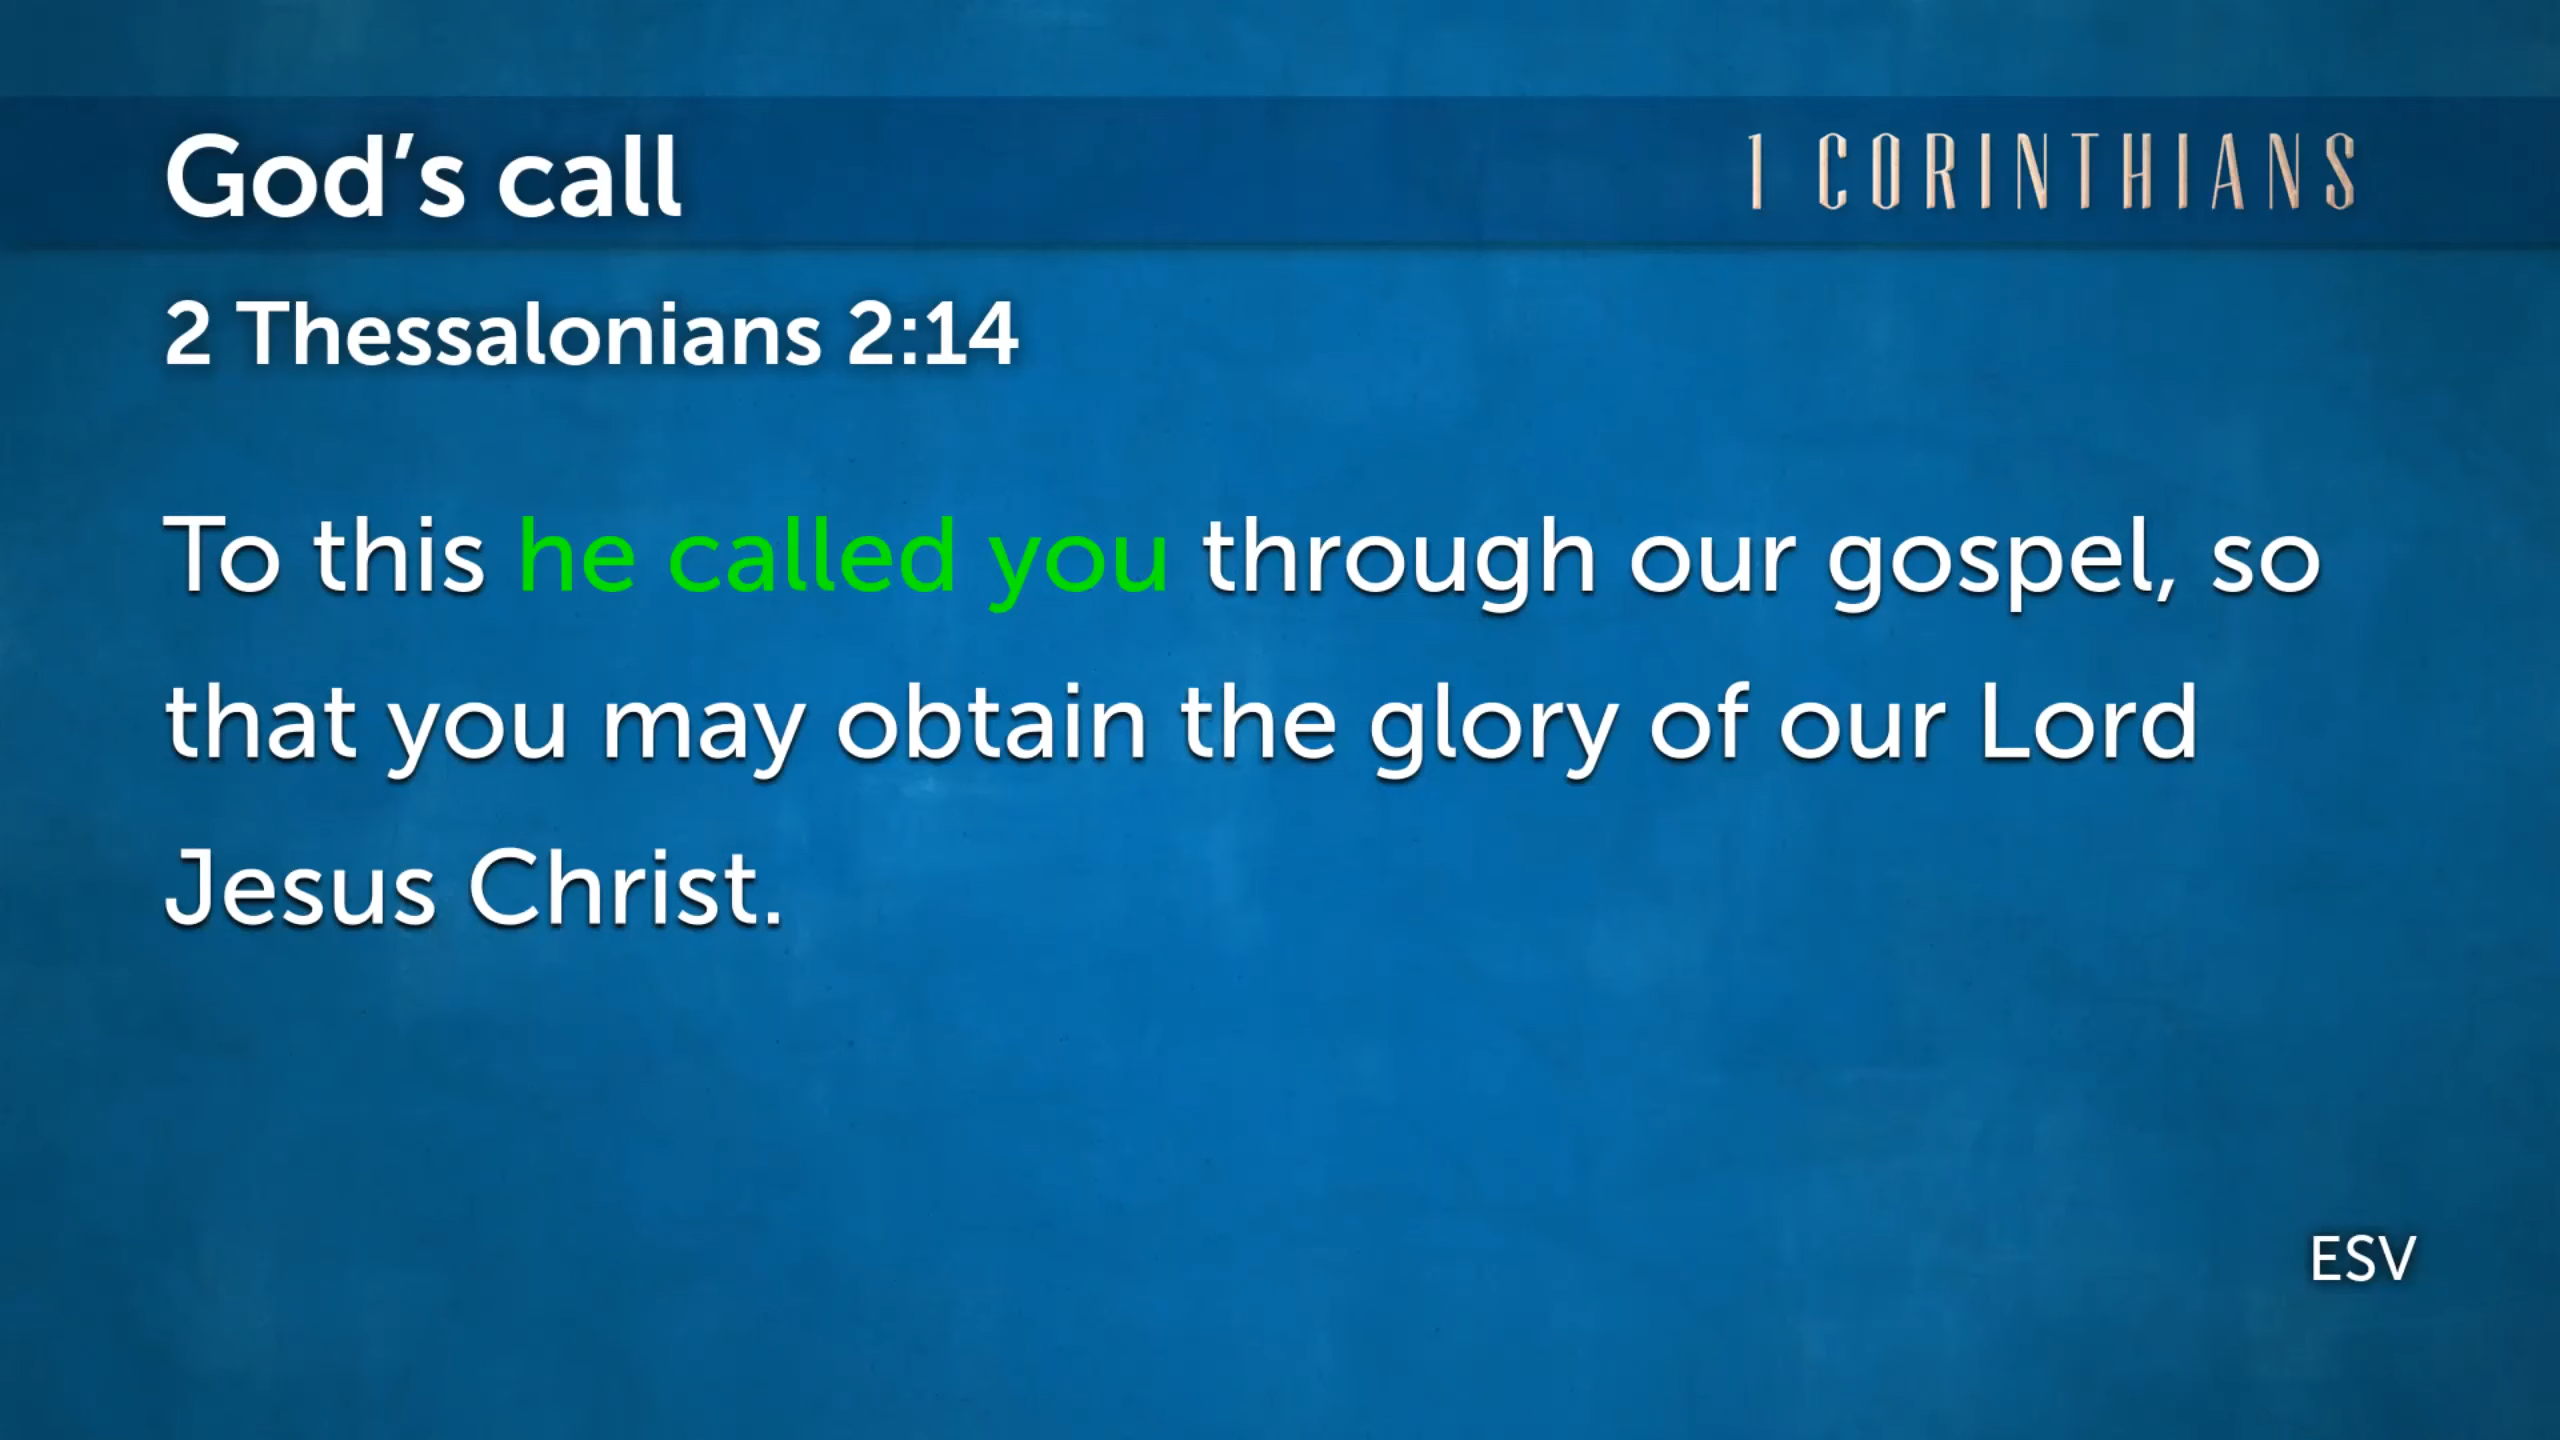 God's call
1 CORINTHIANS
2 Thessalonians 2:14
To this he called you through our gospel, so
that you may obtain the glory of our Lord
Jesus Christ.
ESV